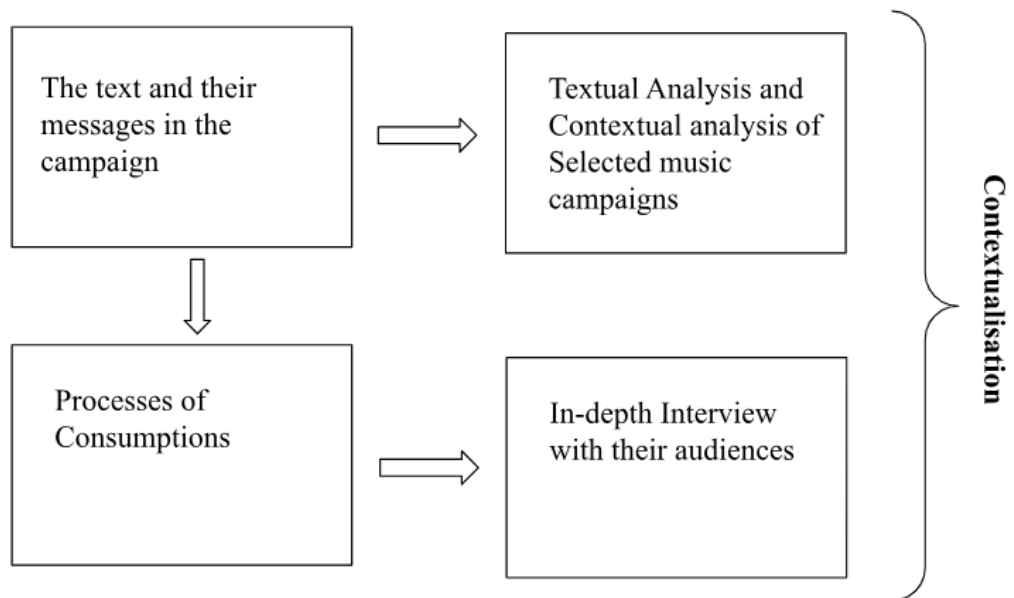 The text and their
messages in the
campaign
Textual Analysis and
Contextual analysis of
Selected music
campaigns
Processes of
Consumptions
In-depth Interview
with their audiences
Contextualisation